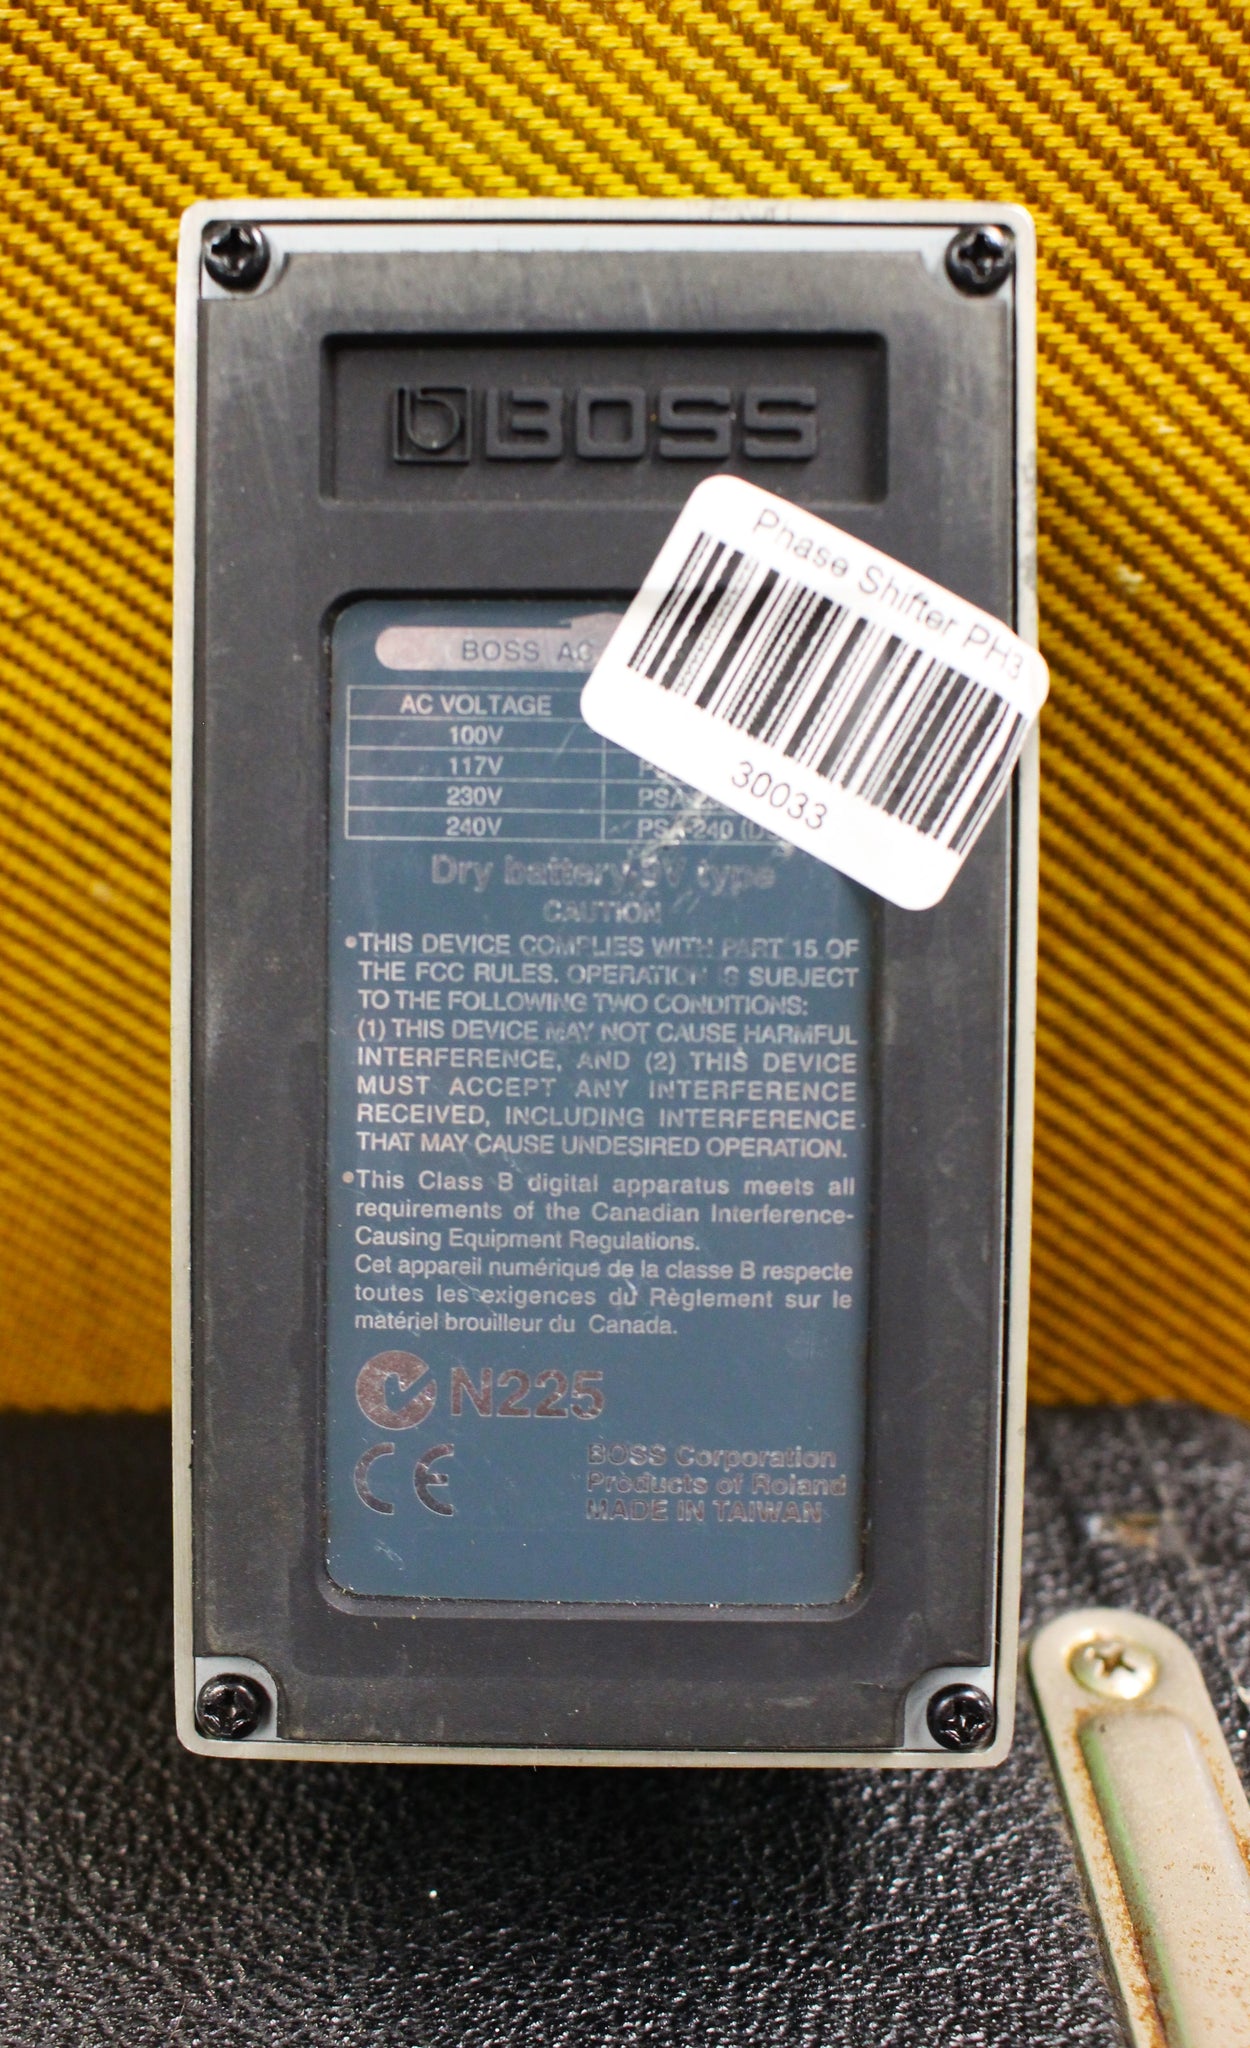 BOSS
Phase Shifter PH3
30033
BOSS AC
AC VOLTAGE
100V
117V
230V
240V PSA-240
Dry battery 9V type
CAUTION
•THIS DEVICE COMPLIES WITH PART 15 OF
THE FCC RULES. OPERATION IS SUBJECT
TO THE FOLLOWING TWO CONDITIONS:
(1) THIS DEVICE MAY NOT CAUSE HARMFUL
INTERFERENCE, AND (2) THIS DEVICE
MUST ACCEPT ANY INTERFERENCE
RECEIVED, INCLUDING INTERFERENCE
THAT MAY CAUSE UNDESIRED OPERATION.
•This Class B digital apparatus meets all
requirements of the Canadian Interference-
Causing Equipment Regulations.
Cet appareil numérique de la classe B respecte
toutes les exigences du Règlement sur le
matériel brouilleur du Canada.
N225
CE
BOSS Corporation
Products of Roland
MADE IN TAIWAN